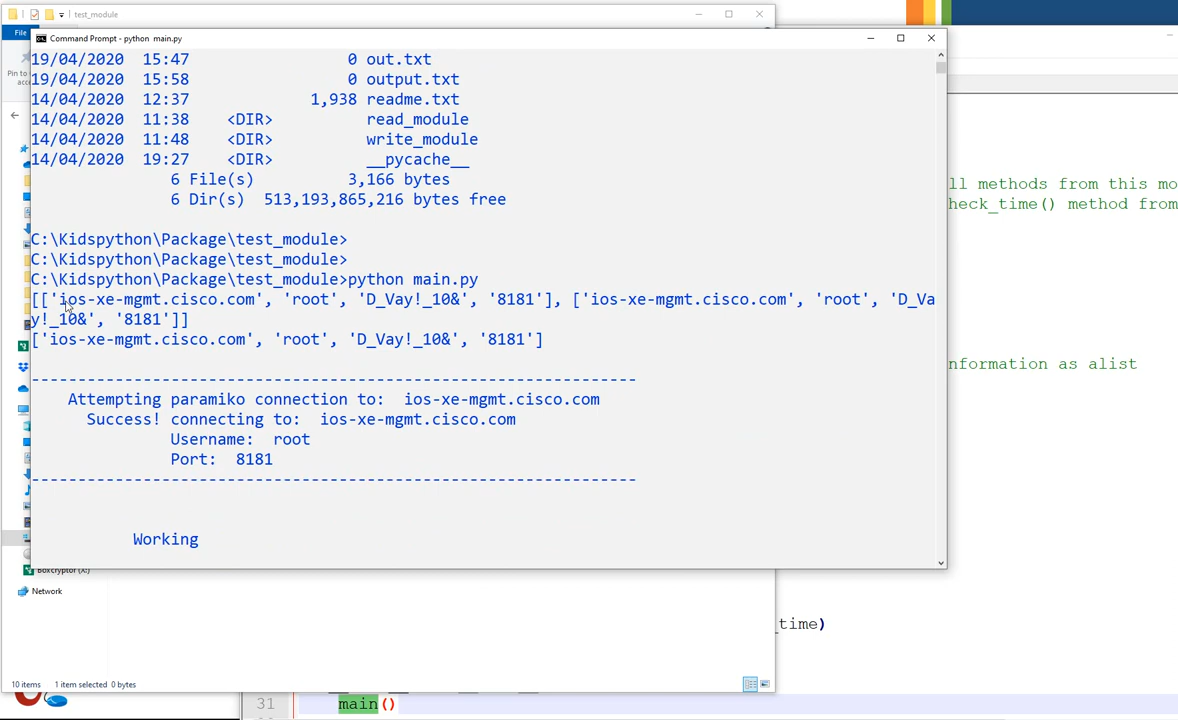 test_module
File
Command Prompt - python main.py
Pin to
19/04/2020 15:47 0 out.txt
19/04/2020 15:58 0 output.txt
14/04/2020 12:37 1,938 readme.txt
14/04/2020 11:38 <DIR> read_module
14/04/2020 11:48 <DIR> write_module
14/04/2020 19:27 <DIR> __pycache__
6 File(s) 3,166 bytes
6 Dir(s) 513,193,865,216 bytes free
C:\Kidspython\Package\test_module>
C:\Kidspython\Package\test_module>
C:\Kidspython\Package\test_module>python main.py
[['ios-xe-mgmt.cisco.com', 'root', 'D_Vay!_10&', '8181'], ['ios-xe-mgmt.cisco.com', 'root', 'D_Va
y!_10&', '8181']]
['ios-xe-mgmt.cisco.com', 'root', 'D_Vay!_10&', '8181']
-----------------------------------------------------------------
Attempting paramiko connection to: ios-xe-mgmt.cisco.com
Success! connecting to: ios-xe-mgmt.cisco.com
Username: root
Port: 8181
-----------------------------------------------------------------
Working
ll methods from this mo
heck_time() method from
nformation as alist
_time)
Boxcryptor (X:)
Network
10 items 1 item selected 0 bytes
31 main()